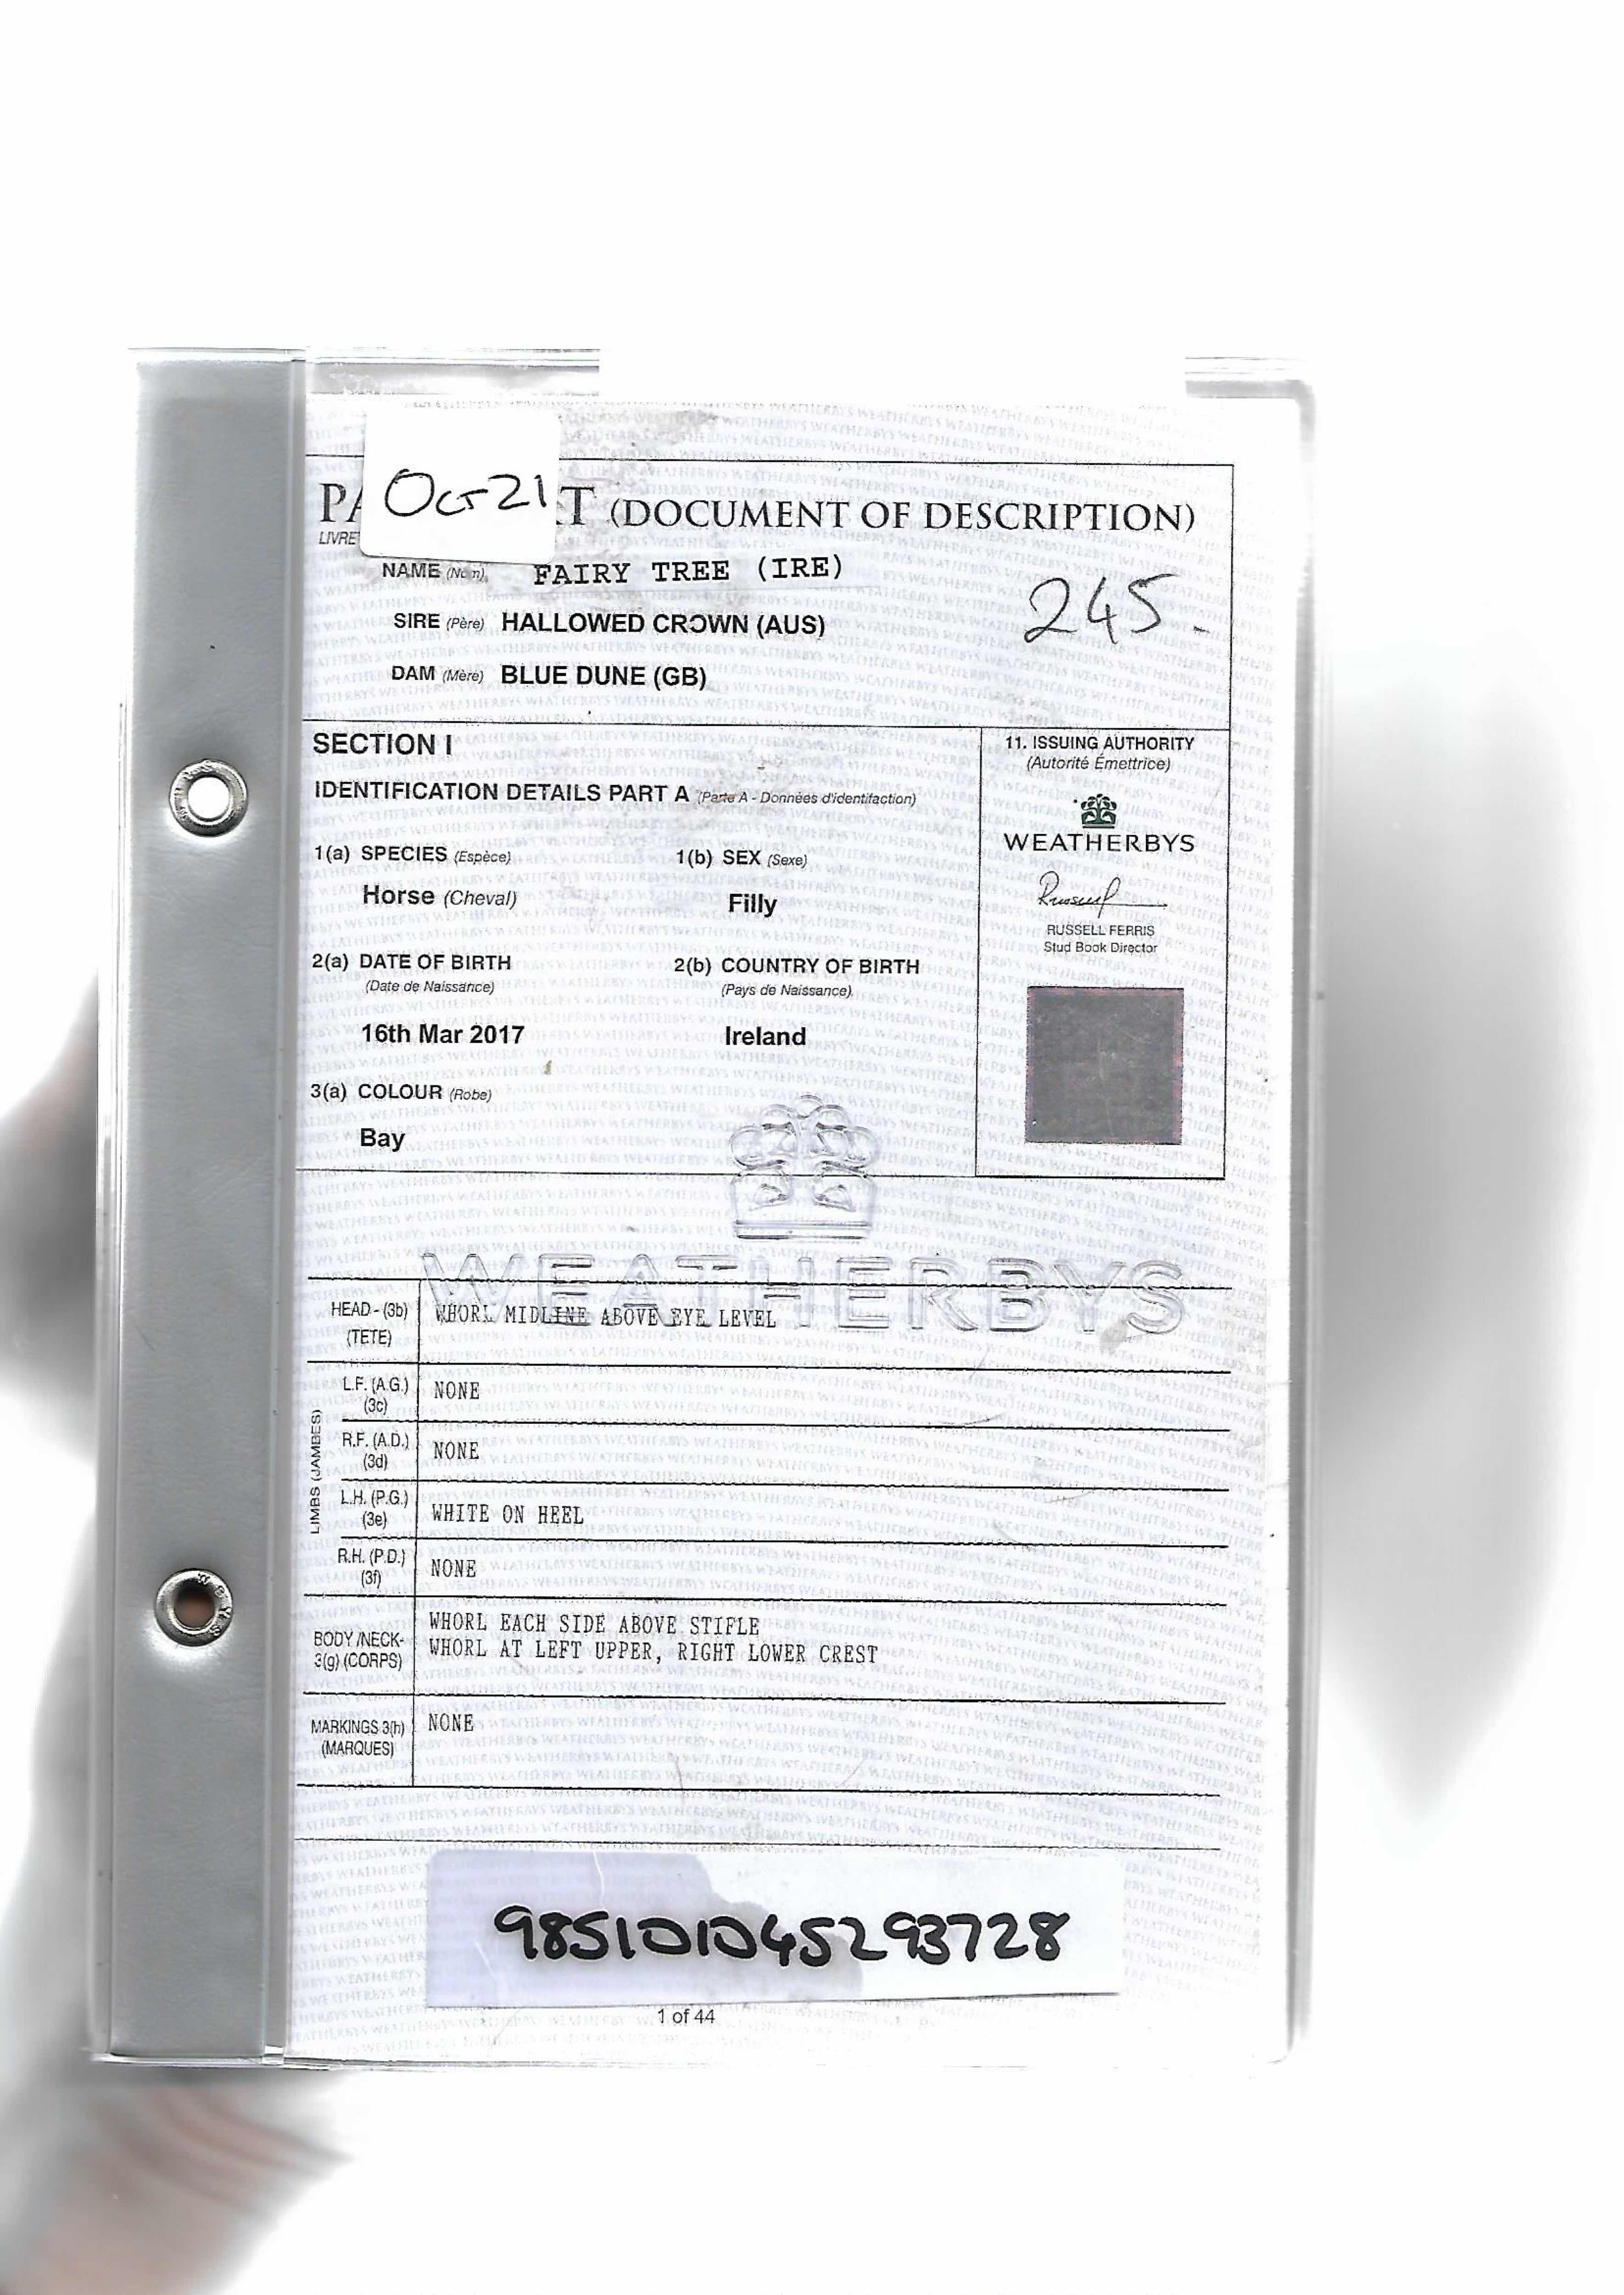 Oct 21
PA T (DOCUMENT OF DESCRIPTION)
LIVRE
NAME (Nom) FAIRY TREE (IRE)
245.
SIRE (Père) HALLOWED CROWN (AUS)
DAM (Mère) BLUE DUNE (GB)
SECTION I
IDENTIFICATION DETAILS PART A (Partie A - Données d'identifaction)
1(a) SPECIES (Espèce) 1(b) SEX (Sexe)
Horse (Cheval) Filly
2(a) DATE OF BIRTH 2(b) COUNTRY OF BIRTH
(Date de Naissance) (Pays de Naissance)
16th Mar 2017 Ireland
3(a) COLOUR (Robe)
Bay
11. ISSUING AUTHORITY
(Autorité Émettrice)
WEATHERBYS
RUSSELL FERRIS
Stud Book Director
WEATHERBYS
HEAD - (3b) WHORL MIDLINE ABOVE EYE LEVEL
(TETE)
LIMBS (JAMBES)
L.F. (A.G.) NONE
(3c)
R.F. (A.D.) NONE
(3d)
L.H. (P.G.) WHITE ON HEEL
(3e)
R.H. (P.D.) NONE
(3f)
BODY/NECK- WHORL EACH SIDE ABOVE STIFLE
3(g) (CORPS) WHORL AT LEFT UPPER, RIGHT LOWER CREST
MARKINGS 3(h) NONE
(MARQUES)
985101045293728
1 of 44